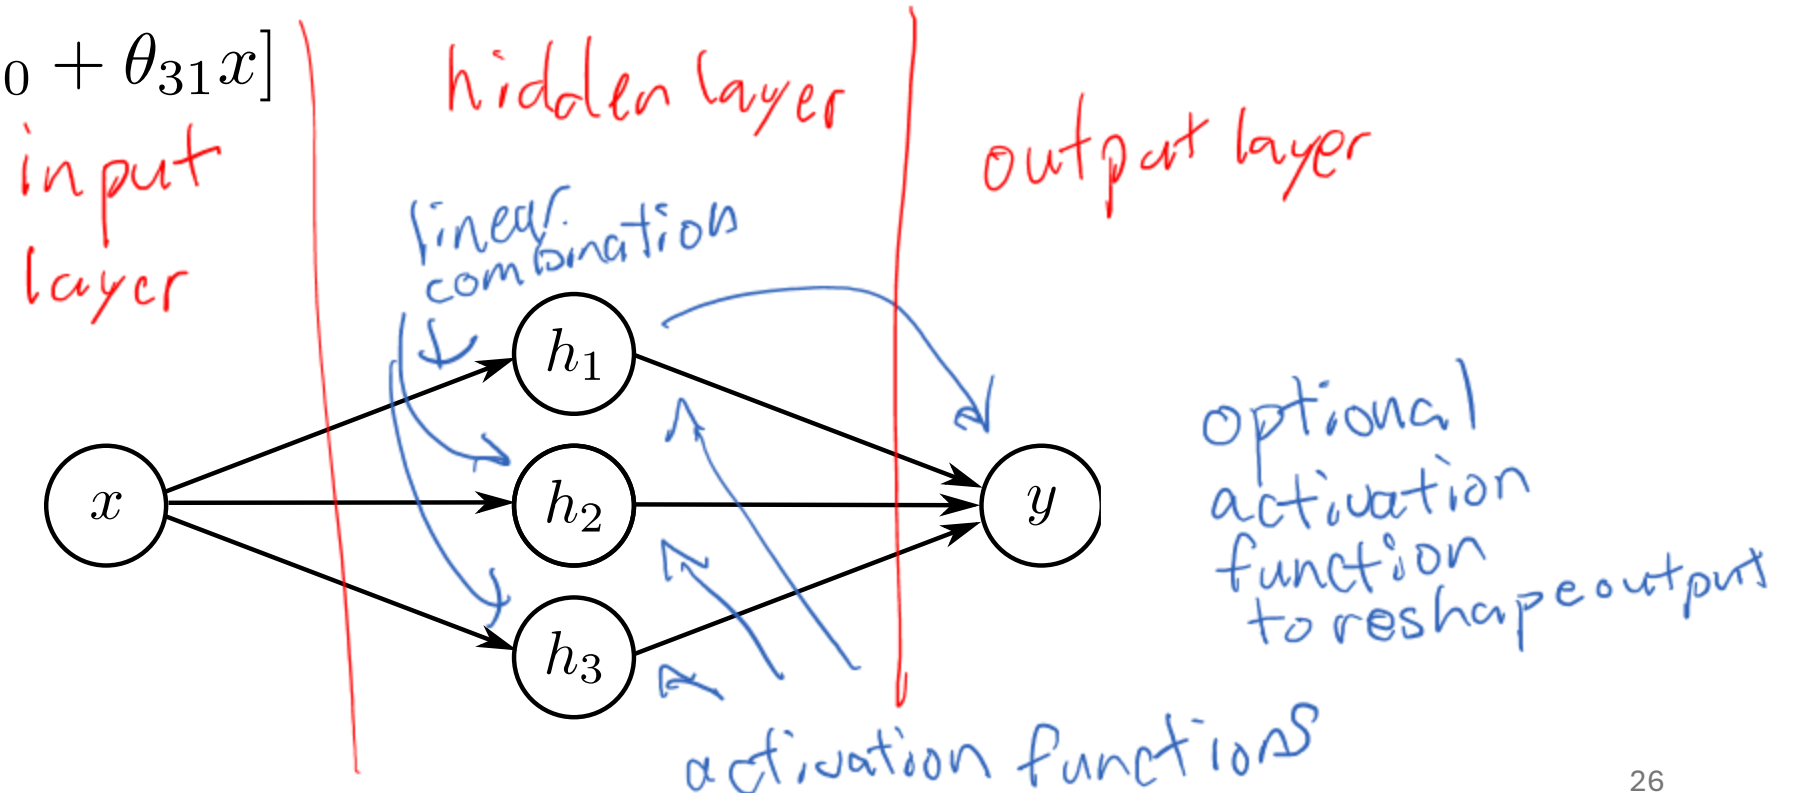 ₀ + θ₃₁x]
input
layer
hidden layer
output layer
linear
combination
h₁
x
h₂
y
h₃
optional
activation
function
to reshape output
activation functions
26